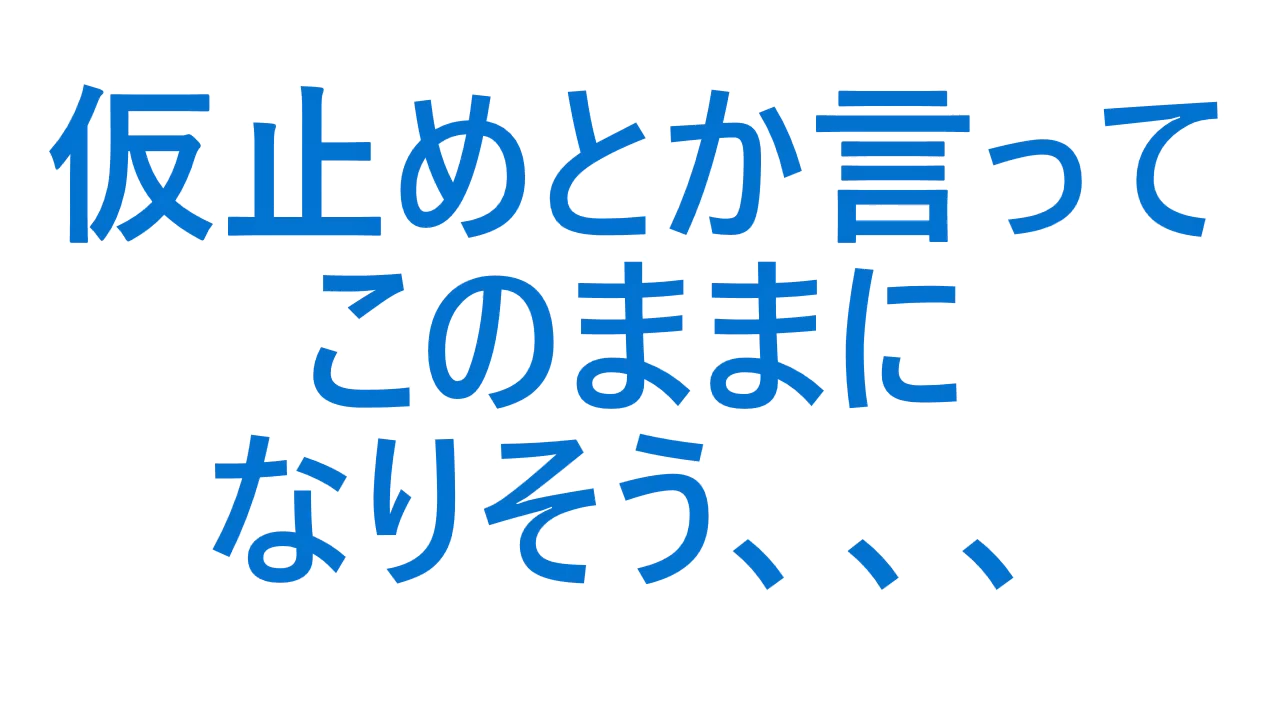 仮止めとか言って
このままに
なりそう、、、